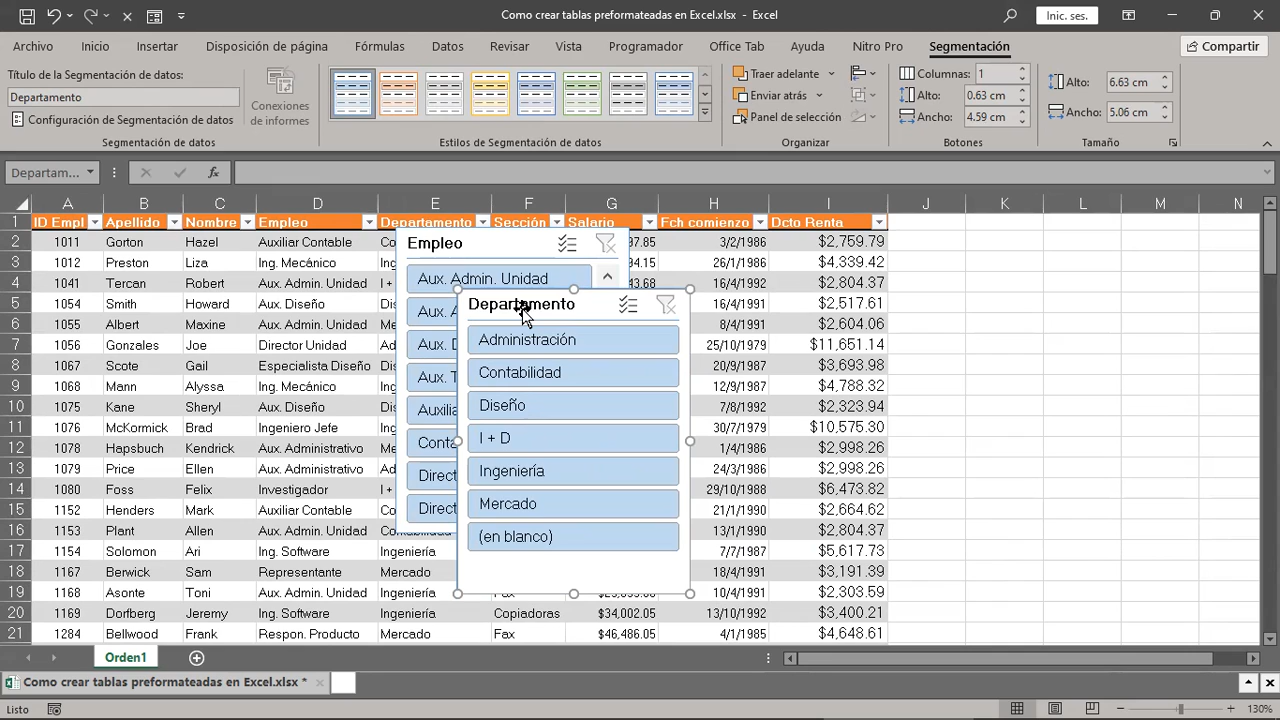 Como crear tablas preformateadas en Excel.xlsx - Excel
Inic. ses.
Archivo Inicio Insertar Disposición de página Fórmulas Datos Revisar Vista Programador Office Tab Ayuda Nitro Pro Segmentación Compartir
Título de la Segmentación de datos:
Departamento
Configuración de Segmentación de datos
Conexiones de informes
Segmentación de datos
Estilos de Segmentación de datos
Traer adelante
Enviar atrás
Panel de selección
Organizar
Columnas: 1
Alto: 0.63 cm
Ancho: 4.59 cm
Botones
Alto: 6.63 cm
Ancho: 5.06 cm
Tamaño
Departam... fx
A B C D E F G H I J K L M N
1 ID Empl Apellido Nombre Empleo Departamento Sección Salario Fch comienzo Dcto Renta
2 1011 Gorton Hazel Auxiliar Contable 3/2/1986 $2,759.79
3 1012 Preston Liza Ing. Mecánico 26/1/1986 $4,339.42
4 1041 Tercan Robert Aux. Admin. Unidad I + 16/4/1992 $2,804.37
5 1054 Smith Howard Aux. Diseño 16/4/1991 $2,517.61
6 1055 Albert Maxine Aux. Admin. Unidad 8/4/1991 $2,604.06
7 1056 Gonzales Joe Director Unidad 25/10/1979 $11,651.14
8 1067 Scote Gail Especialista Diseño 20/9/1987 $3,693.98
9 1068 Mann Alyssa Ing. Mecánico 12/9/1987 $4,788.32
10 1075 Kane Sheryl Aux. Diseño 7/8/1992 $2,323.94
11 1076 McCormick Brad Ingeniero Jefe 30/7/1979 $10,575.30
12 1078 Hapsbuch Kendrick Aux. Administrativo 1/4/1986 $2,998.26
13 1079 Price Ellen Aux. Administrativo 24/3/1986 $2,998.26
14 1080 Foss Felix Investigador I + 29/10/1988 $6,473.82
15 1152 Henders Mark Auxiliar Contable 21/1/1990 $2,664.62
16 1153 Plant Allen Aux. Admin. Unidad 13/1/1990 $2,804.37
17 1154 Solomon Ari Ing. Software Ingeniería 7/7/1987 $5,617.73
18 1167 Berwick Sam Representante Mercado 18/4/1991 $3,191.39
19 1168 Asonte Toni Aux. Admin. Unidad Ingeniería Fax 10/4/1991 $2,303.59
20 1169 Dorfberg Jeremy Ing. Software Ingeniería Copiadoras $34,002.05 13/10/1992 $3,400.21
21 1284 Bellwood Frank Respon. Producto Mercado Fax $46,486.05 4/1/1985 $4,648.61
Empleo
Aux. Admin. Unidad
Aux.
Aux.
Aux.
Departamento
Administración
Contabilidad
Diseño
I + D
Ingeniería
Mercado
(en blanco)
Orden1
Como crear tablas preformateadas en Excel.xlsx *
Listo
130%